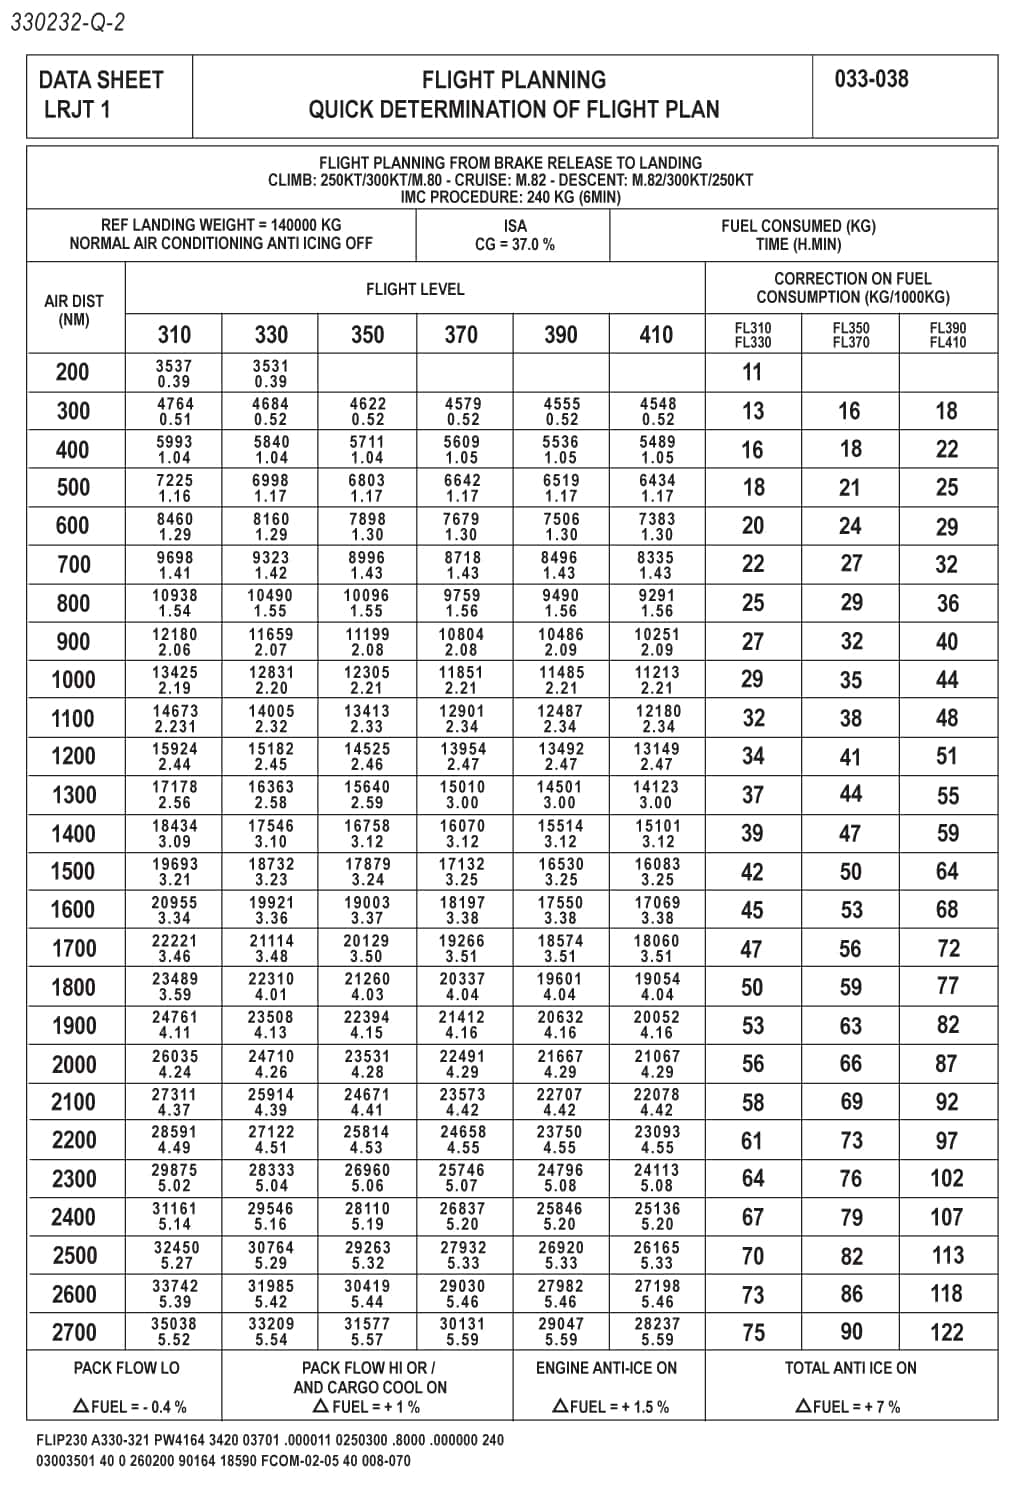 330232-Q-2
DATA SHEET
LRJT 1
FLIGHT PLANNING
QUICK DETERMINATION OF FLIGHT PLAN
033-038
FLIGHT PLANNING FROM BRAKE RELEASE TO LANDING
CLIMB: 250KT/300KT/M.80 - CRUISE: M.82 - DESCENT: M.82/300KT/250KT
IMC PROCEDURE: 240 KG (6MIN)
REF LANDING WEIGHT = 140000 KG
NORMAL AIR CONDITIONING ANTI ICING OFF
ISA
CG = 37.0 %
FUEL CONSUMED (KG)
TIME (H.MIN)
AIR DIST
(NM)
FLIGHT LEVEL
CORRECTION ON FUEL
CONSUMPTION (KG/1000KG)
310 330 350 370 390 410
FL310 FL350 FL390
FL330 FL370 FL410
200 3537 3531 11
0.39 0.39
300 4764 4684 4622 4579 4555 4548 13 16 18
0.51 0.52 0.52 0.52 0.52 0.52
400 5993 5840 5711 5609 5536 5489 16 18 22
1.04 1.04 1.04 1.05 1.05 1.05
500 7225 6998 6803 6642 6519 6434 18 21 25
1.16 1.17 1.17 1.17 1.17 1.17
600 8460 8160 7898 7679 7506 7383 20 24 29
1.29 1.29 1.30 1.30 1.30 1.30
700 9698 9323 8996 8718 8496 8335 22 27 32
1.41 1.42 1.43 1.43 1.43 1.43
800 10938 10490 10096 9759 9490 9291 25 29 36
1.54 1.55 1.55 1.56 1.56 1.56
900 12180 11659 11199 10804 10486 10251 27 32 40
2.06 2.07 2.08 2.08 2.09 2.09
1000 13425 12831 12305 11851 11485 11213 29 35 44
2.19 2.20 2.21 2.21 2.21 2.21
1100 14673 14005 13413 12901 12487 12180 32 38 48
2.231 2.32 2.33 2.34 2.34 2.34
1200 15924 15182 14525 13954 13492 13149 34 41 51
2.44 2.45 2.46 2.47 2.47 2.47
1300 17178 16363 15640 15010 14501 14123 37 44 55
2.56 2.58 2.59 3.00 3.00 3.00
1400 18434 17546 16758 16070 15514 15101 39 47 59
3.09 3.10 3.12 3.12 3.12 3.12
1500 19693 18732 17879 17132 16530 16083 42 50 64
3.21 3.23 3.24 3.25 3.25 3.25
1600 20955 19921 19003 18197 17550 17069 45 53 68
3.34 3.36 3.37 3.38 3.38 3.38
1700 22221 21114 20129 19266 18574 18060 47 56 72
3.46 3.48 3.50 3.51 3.51 3.51
1800 23489 22310 21260 20337 19601 19054 50 59 77
3.59 4.01 4.03 4.04 4.04 4.04
1900 24761 23508 22394 21412 20632 20052 53 63 82
4.11 4.13 4.15 4.16 4.16 4.16
2000 26035 24710 23531 22491 21667 21067 56 66 87
4.24 4.26 4.28 4.29 4.29 4.29
2100 27311 25914 24671 23573 22707 22078 58 69 92
4.37 4.39 4.41 4.42 4.42 4.42
2200 28591 27122 25814 24658 23750 23093 61 73 97
4.49 4.51 4.53 4.55 4.55 4.55
2300 29875 28333 26960 25746 24796 24113 64 76 102
5.02 5.04 5.06 5.07 5.08 5.08
2400 31161 29546 28110 26837 25846 25136 67 79 107
5.14 5.16 5.19 5.20 5.20 5.20
2500 32450 30764 29263 27932 26920 26165 70 82 113
5.27 5.29 5.32 5.33 5.33 5.33
2600 33742 31985 30419 29030 27982 27198 73 86 118
5.39 5.42 5.44 5.46 5.46 5.46
2700 35038 33209 31577 30131 29047 28237 75 90 122
5.52 5.54 5.57 5.59 5.59 5.59
PACK FLOW LO
△FUEL = - 0.4 %
PACK FLOW HI OR /
AND CARGO COOL ON
△ FUEL = + 1 %
ENGINE ANTI-ICE ON
△FUEL = + 1.5 %
TOTAL ANTI ICE ON
△FUEL = + 7 %
FLIP230 A330-321 PW4164 3420 03701 .000011 0250300 .8000 .000000 240
03003501 40 0 260200 90164 18590 FCOM-02-05 40 008-070